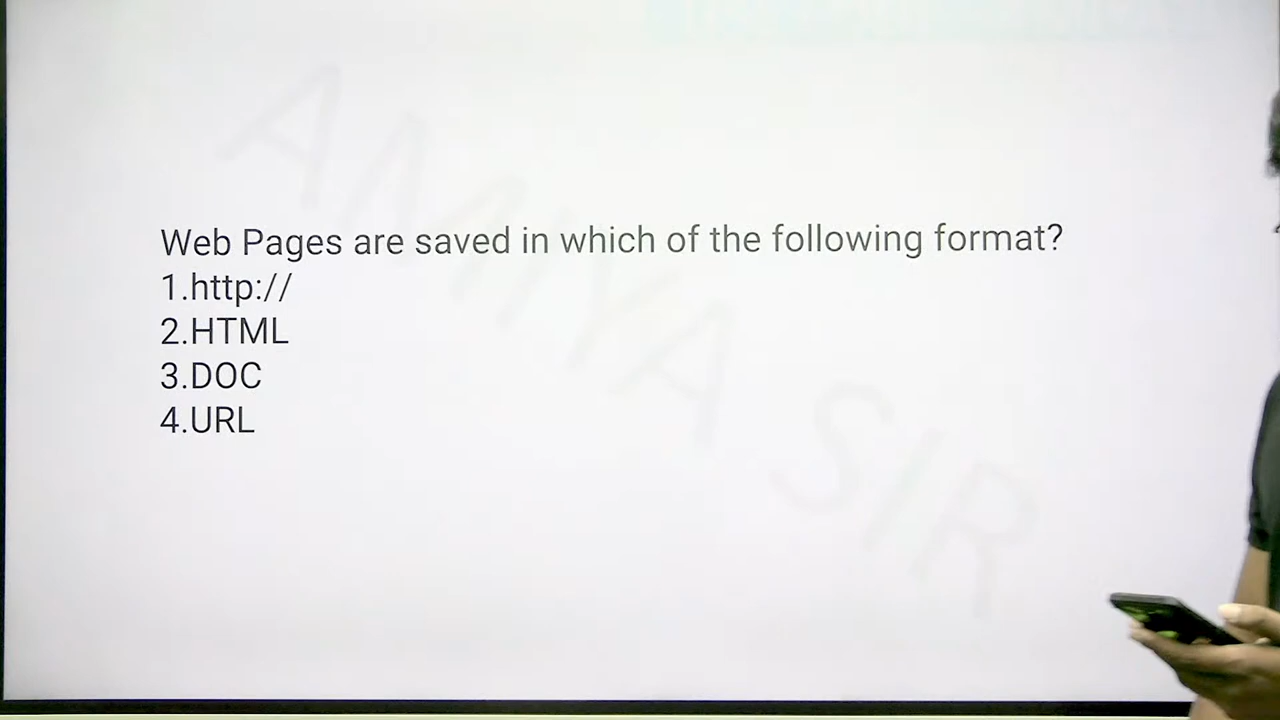 Web Pages are saved in which of the following format?
1.http://
2.HTML
3.DOC
4.URL
AMIYA SIR